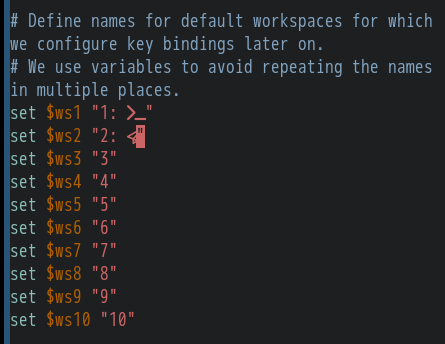 # Define names for default workspaces for which
we configure key bindings later on.
# We use variables to avoid repeating the names
in multiple places.
set $ws1 "1: >_"
set $ws2 "2: "
set $ws3 "3"
set $ws4 "4"
set $ws5 "5"
set $ws6 "6"
set $ws7 "7"
set $ws8 "8"
set $ws9 "9"
set $ws10 "10"